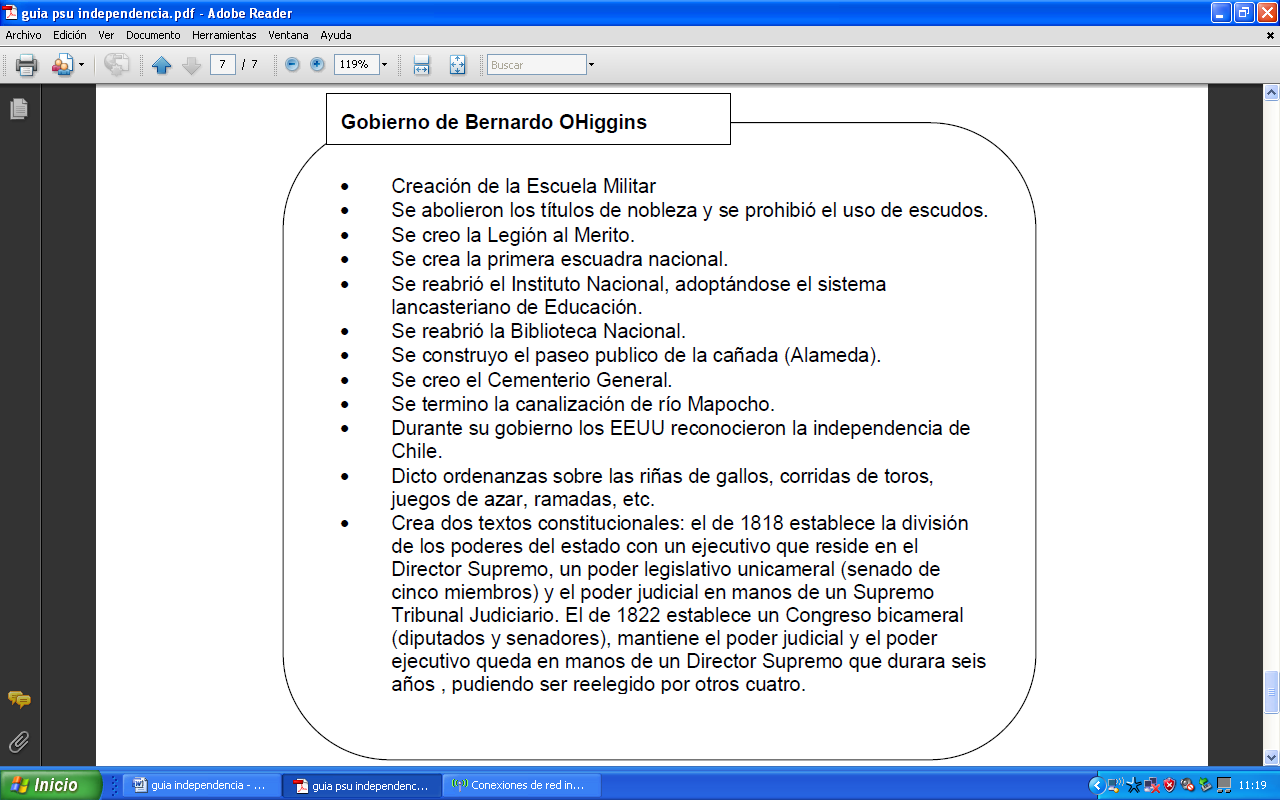 guia psu independencia.pdf - Adobe Reader
Archivo Edición Ver Documento Herramientas Ventana Ayuda
7 / 7 119% Buscar
Gobierno de Bernardo OHiggins
• Creación de la Escuela Militar
• Se abolieron los títulos de nobleza y se prohibió el uso de escudos.
• Se creo la Legión al Merito.
• Se crea la primera escuadra nacional.
• Se reabrió el Instituto Nacional, adoptándose el sistema
lancasteriano de Educación.
• Se reabrió la Biblioteca Nacional.
• Se construyo el paseo publico de la cañada (Alameda).
• Se creo el Cementerio General.
• Se termino la canalización de río Mapocho.
• Durante su gobierno los EEUU reconocieron la independencia de
Chile.
• Dicto ordenanzas sobre las riñas de gallos, corridas de toros,
juegos de azar, ramadas, etc.
• Crea dos textos constitucionales: el de 1818 establece la división
de los poderes del estado con un ejecutivo que reside en el
Director Supremo, un poder legislativo unicameral (senado de
cinco miembros) y el poder judicial en manos de un Supremo
Tribunal Judiciario. El de 1822 establece un Congreso bicameral
(diputados y senadores), mantiene el poder judicial y el poder
ejecutivo queda en manos de un Director Supremo que durara seis
años , pudiendo ser reelegido por otros cuatro.
Inicio guia independencia - ... guia psu independenc... Conexiones de red in... 11:19